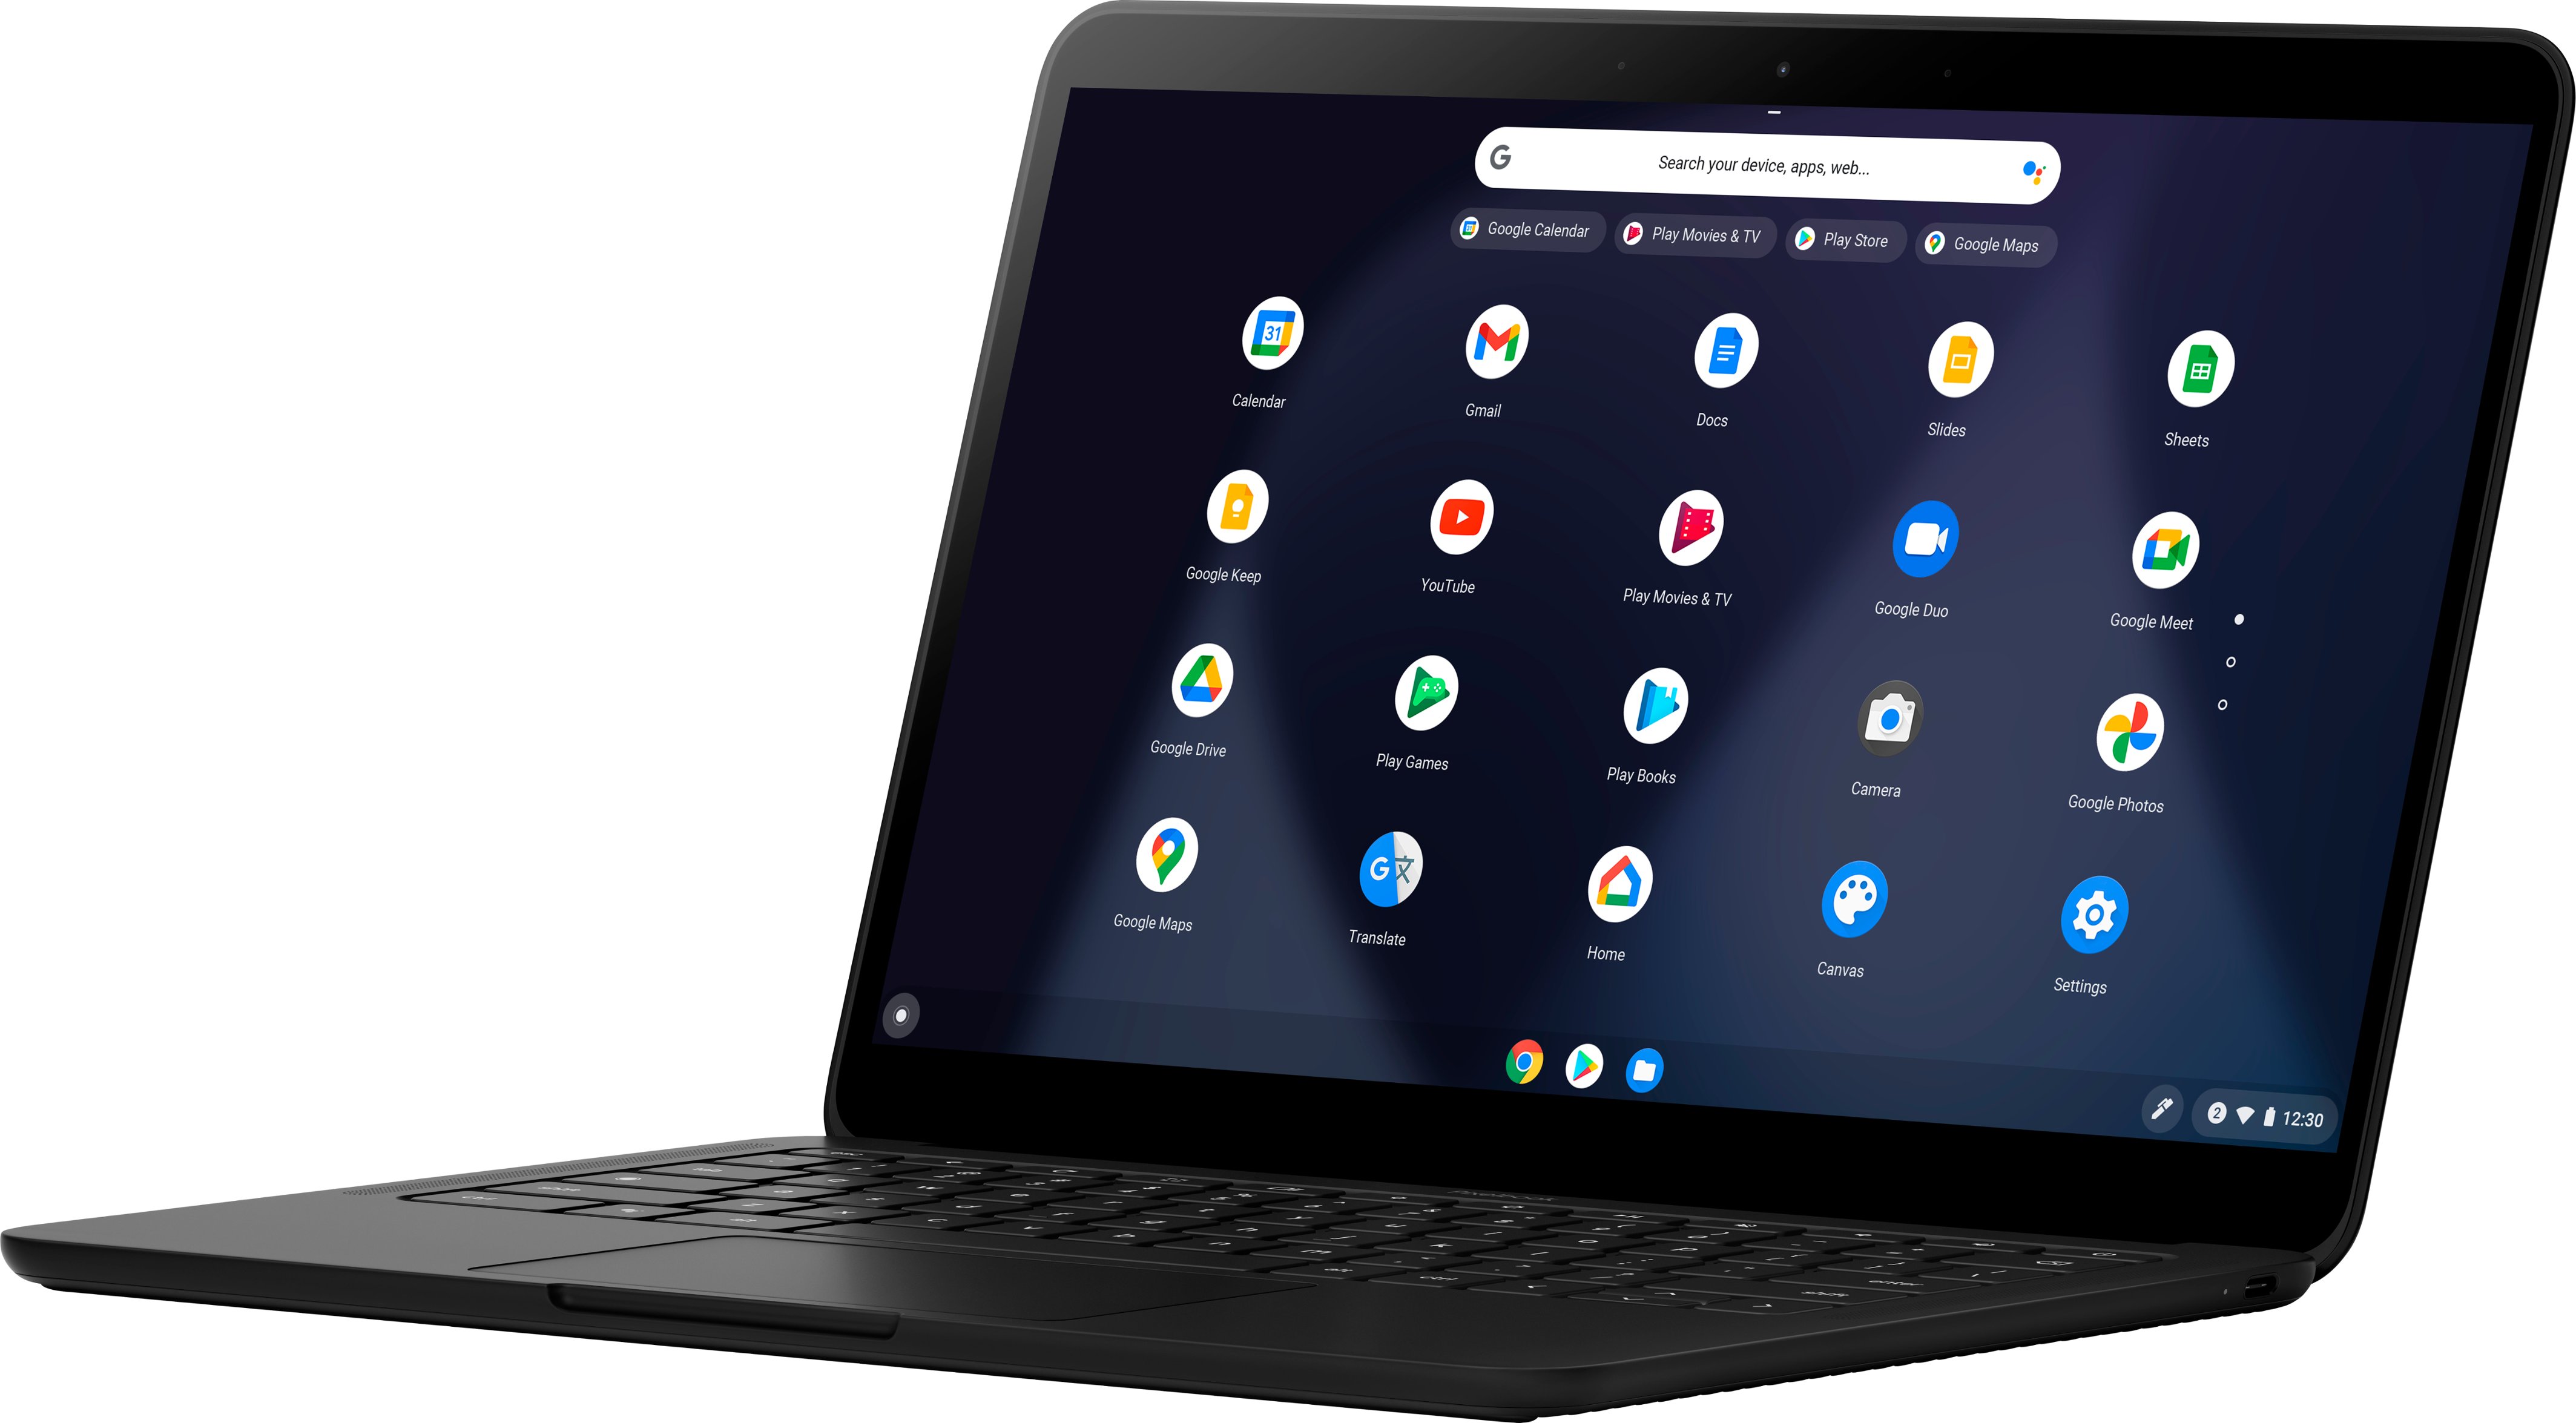 Search your device, apps, web...
Google Calendar
Play Movies & TV
Play Store
Google Maps
31
Calendar
Gmail
Docs
Slides
Sheets
Google Keep
YouTube
Play Movies & TV
Google Duo
Google Meet
Google Drive
Play Games
Play Books
Camera
Google Photos
Google Maps
Translate
Home
Canvas
Settings
2 12:30